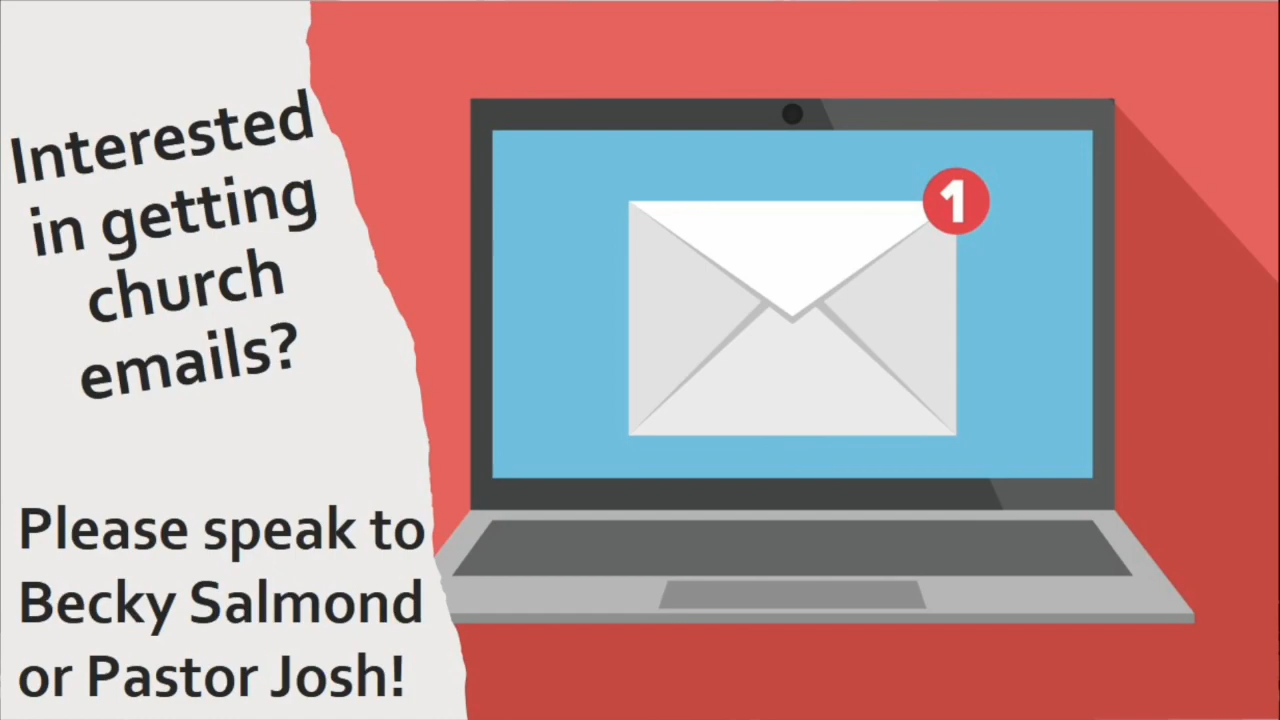 Interested
in getting
church
emails?
Please speak to
Becky Salmond
or Pastor Josh!
1